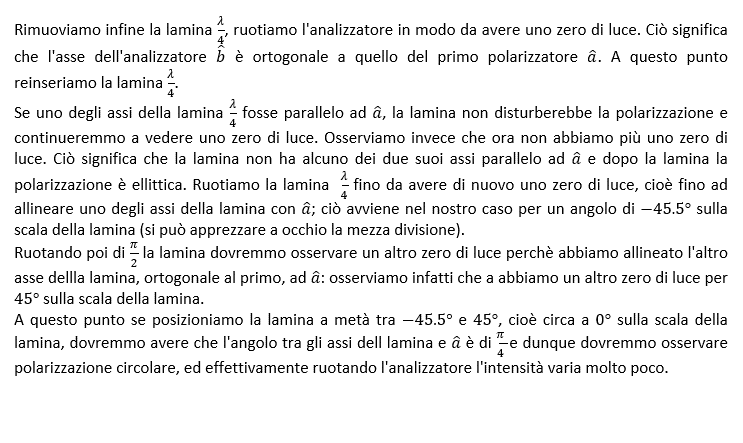 Rimuoviamo infine la lamina λ/4, ruotiamo l'analizzatore in modo da avere uno zero di luce. Ciò significa
che l'asse dell'analizzatore b̂ è ortogonale a quello del primo polarizzatore â. A questo punto
reinseriamo la lamina λ/4.
Se uno degli assi della lamina λ/4 fosse parallelo ad â, la lamina non disturberebbe la polarizzazione e
continueremmo a vedere uno zero di luce. Osserviamo invece che ora non abbiamo più uno zero di
luce. Ciò significa che la lamina non ha alcuno dei due suoi assi parallelo ad â e dopo la lamina la
polarizzazione è ellittica. Ruotiamo la lamina λ/4 fino da avere di nuovo uno zero di luce, cioè fino ad
allineare uno degli assi della lamina con â; ciò avviene nel nostro caso per un angolo di −45.5° sulla
scala della lamina (si può apprezzare a occhio la mezza divisione).
Ruotando poi di π/2 la lamina dovremmo osservare un altro zero di luce perchè abbiamo allineato l'altro
asse dellla lamina, ortogonale al primo, ad â: osserviamo infatti che a abbiamo un altro zero di luce per
45° sulla scala della lamina.
A questo punto se posizioniamo la lamina a metà tra −45.5° e 45°, cioè circa a 0° sulla scala della
lamina, dovremmo avere che l'angolo tra gli assi dell lamina e â è di π/4 e dunque dovremmo osservare
polarizzazione circolare, ed effettivamente ruotando l'analizzatore l'intensità varia molto poco.